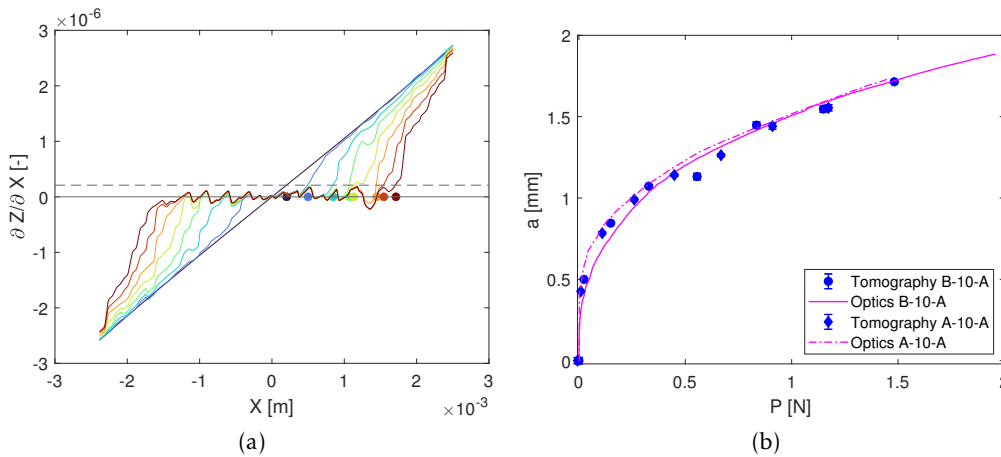 ×10⁻⁶
3
2
1
0
-1
-2
-3
∂ Z/∂ X [-]
-3 -2 -1 0 1 2 3
X [m]
×10⁻³
(a)
2
1.5
1
0.5
0
a [mm]
Tomography B-10-A
Optics B-10-A
Tomography A-10-A
Optics A-10-A
0 0.5 1 1.5 2
P [N]
(b)